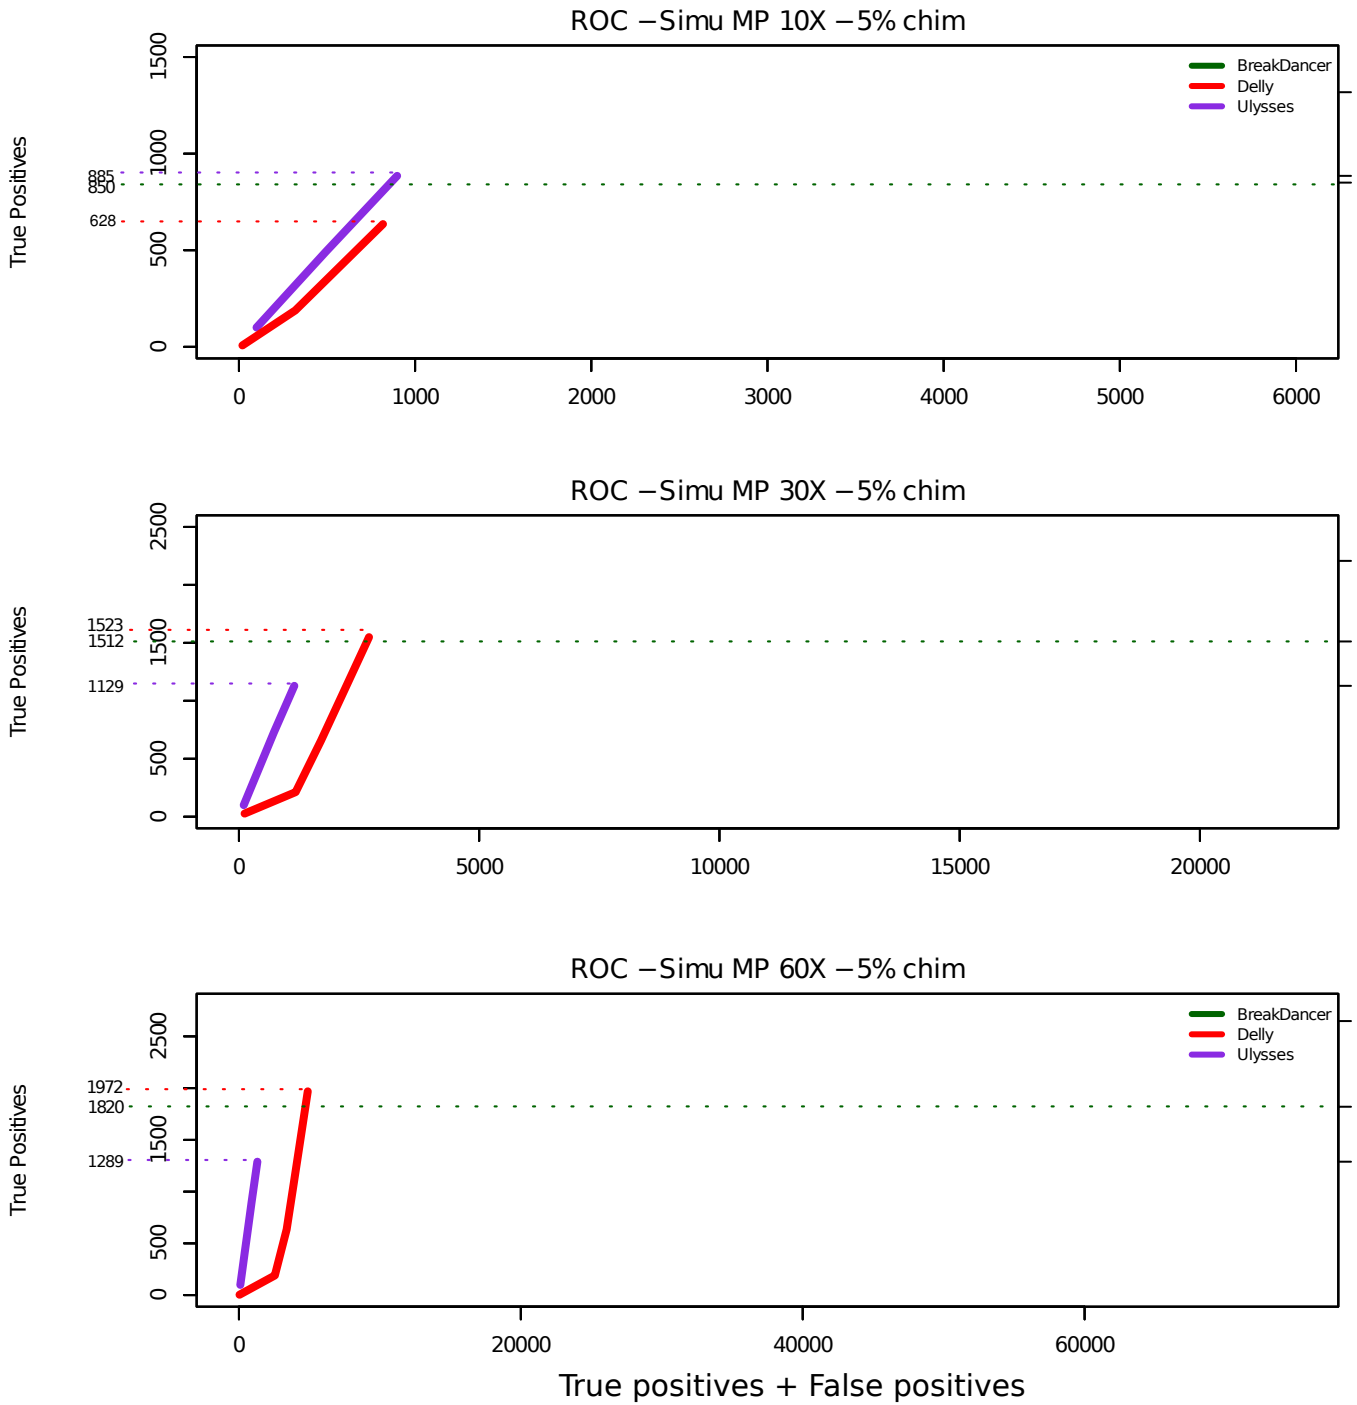 ROC −Simu MP 10X −5% chim
True Positives
0
500
1000
1500
885
850
628
BreakDancer
Delly
Ulysses
0 1000 2000 3000 4000 5000 6000
ROC −Simu MP 30X −5% chim
True Positives
0
500
1500
2500
1523
1512
1129
0 5000 10000 15000 20000
ROC −Simu MP 60X −5% chim
True Positives
0
500
1500
2500
1972
1820
1289
BreakDancer
Delly
Ulysses
0 20000 40000 60000
True positives + False positives